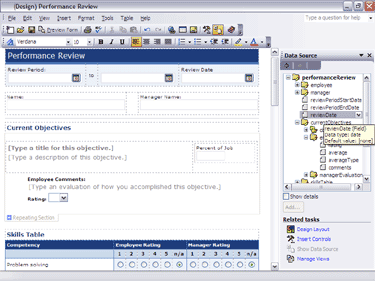 (Design) Performance Review
File Edit View Insert Format Tools Table Help
Type a question for help
Preview Form
Verdana 10 B I U
Performance Review
Review Period: to Review Date
Name: Manager Name:
Current Objectives
[Type a title for this objective.] Percent of Job
[Type a description of this objective.]
Employee Comments:
[Type an evaluation of how you accomplished this objective.]
Rating:
Repeating Section
Skills Table
Competency Employee Rating Manager Rating
1 2 3 4 5 n/a 1 2 3 4 5 n/a
Problem solving
Data Source
performanceReview
employee
manager
reviewPeriodStartDate
reviewPeriodEndDate
reviewDate
currentObjectives
reviewDate (Field)
Data type: date
Default value: (none)
average
averageType
comments
managerEvaluation
skillsTable
Show details
Related tasks
Design Layout
Insert Controls
Show Data Source
Manage Views